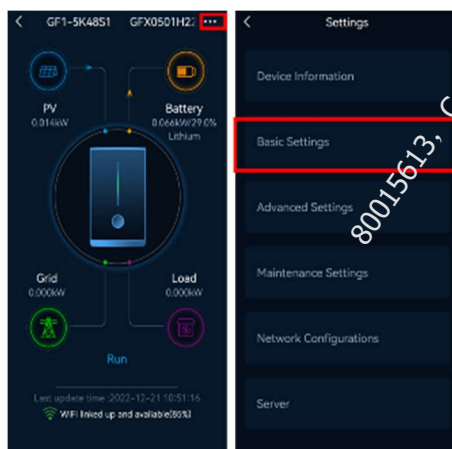 GF1-5K48S1 GFX0501H22 •••
PV
0.014kW
Battery
0.066kW/29.0%
Lithium
Grid
0.000kW
Load
0.000kW
Run
Last update time :2022-12-21 10:51:16
WiFi linked up and available[86%]
Settings
Device Information
Basic Settings
Advanced Settings
Maintenance Settings
Network Configurations
Server
80015613, C